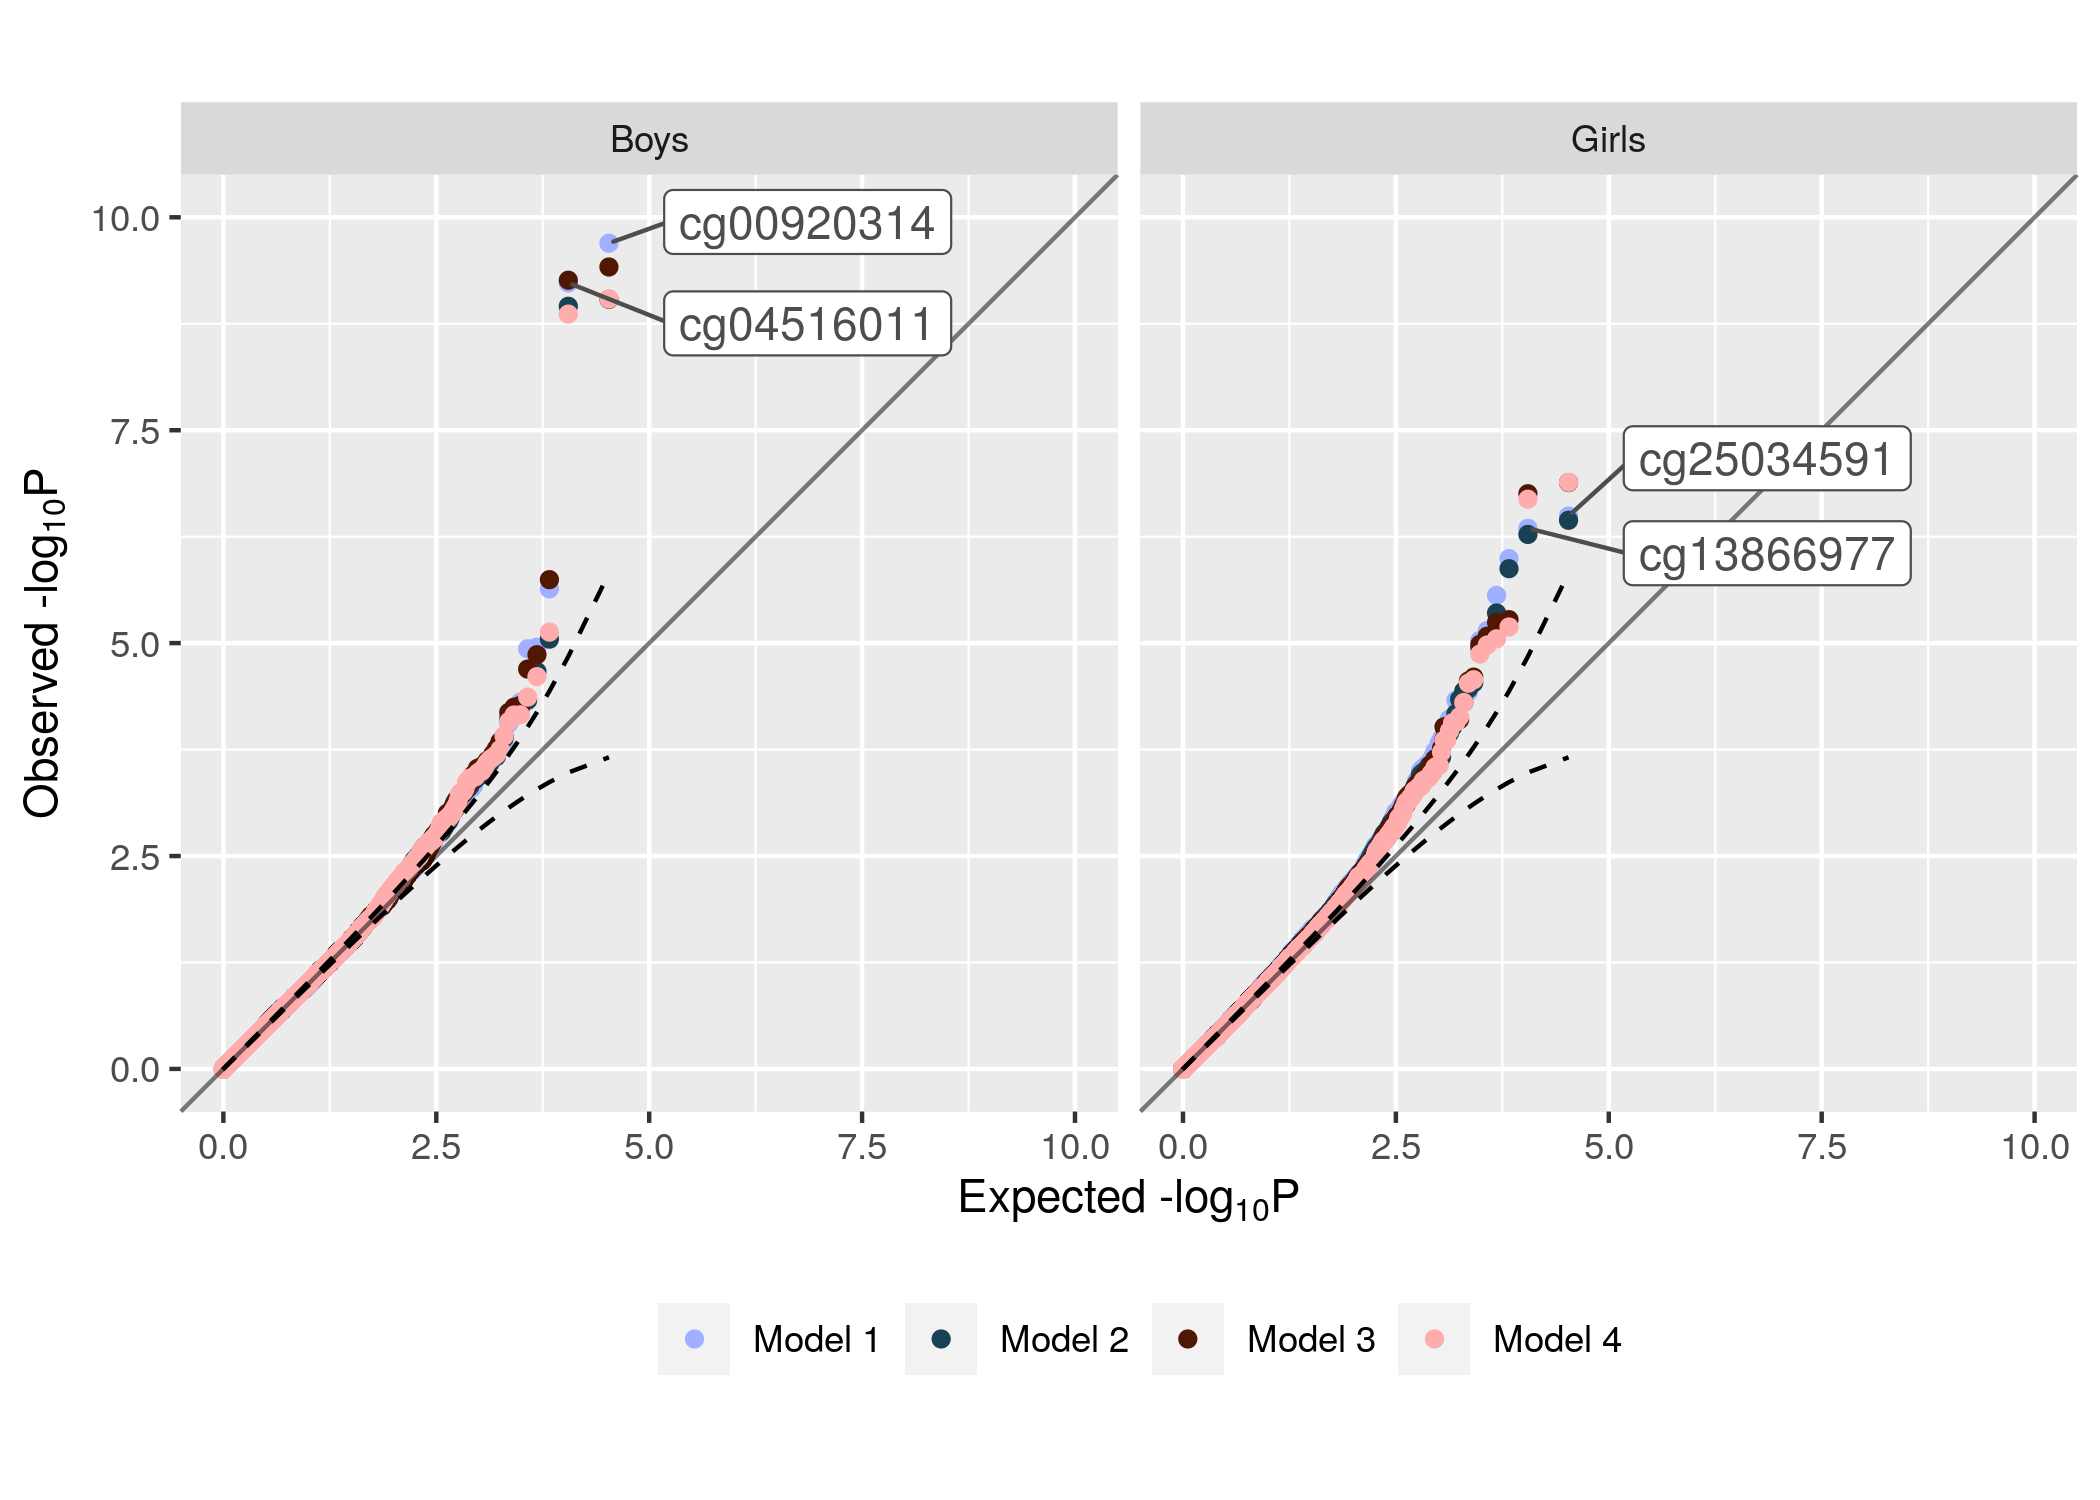 Boys
Girls
cg00920314
cg04516011
cg25034591
cg13866977
10.0
7.5
5.0
2.5
0.0
Observed -log₁₀P
0.0 2.5 5.0 7.5 10.0
0.0 2.5 5.0 7.5 10.0
Expected -log₁₀P
Model 1 Model 2 Model 3 Model 4